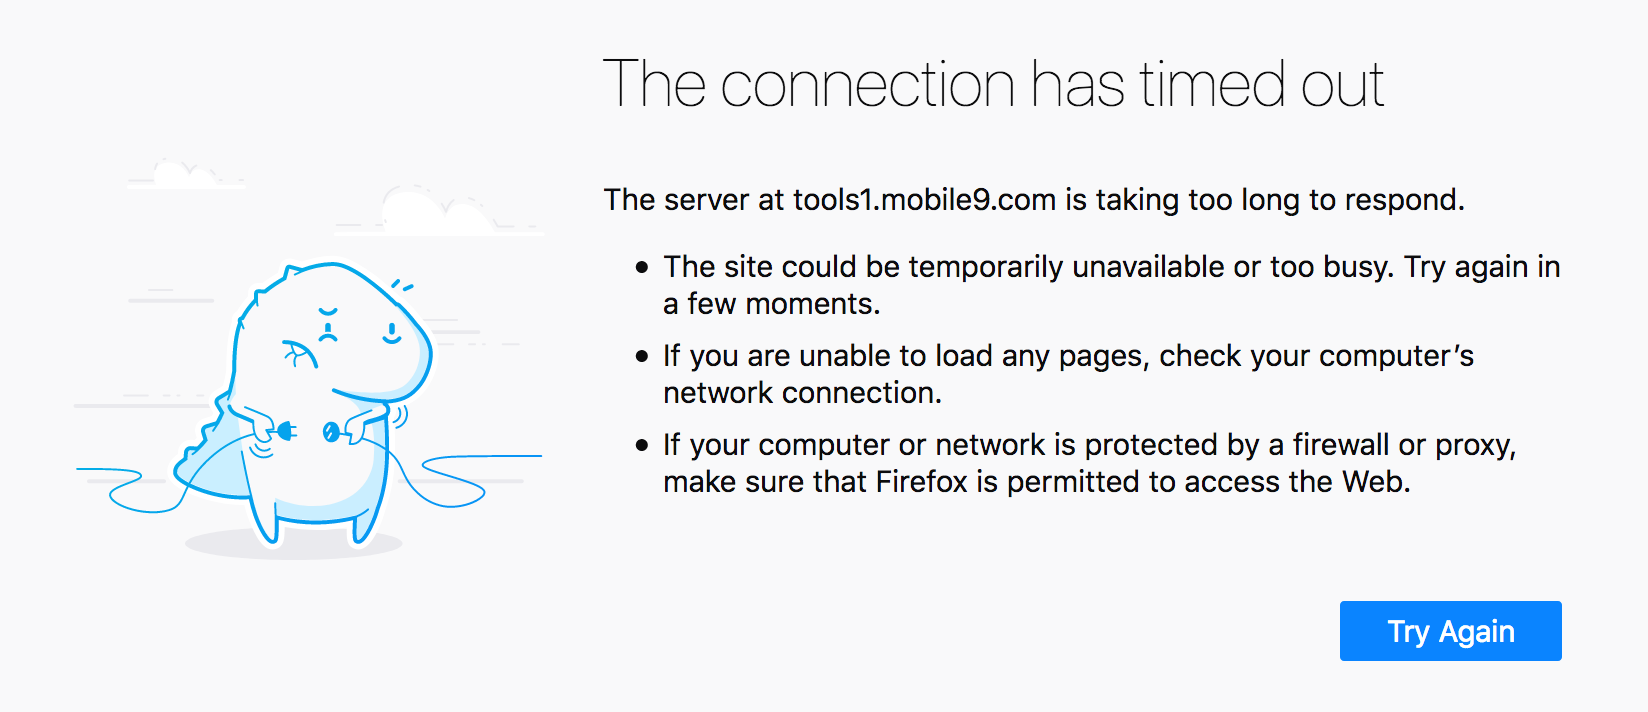 The connection has timed out
The server at tools1.mobile9.com is taking too long to respond.
• The site could be temporarily unavailable or too busy. Try again in
a few moments.
• If you are unable to load any pages, check your computer’s
network connection.
• If your computer or network is protected by a firewall or proxy,
make sure that Firefox is permitted to access the Web.
Try Again